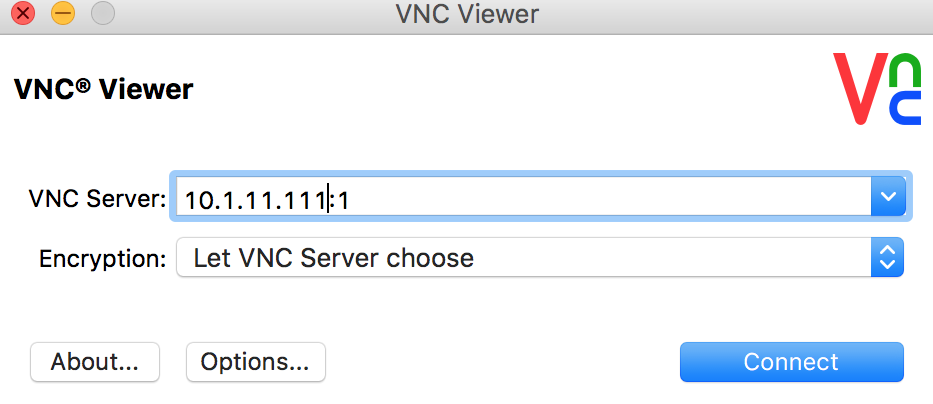 VNC Viewer
VNC® Viewer
VNC
VNC Server: 10.1.11.111:1
Encryption: Let VNC Server choose
About... Options... Connect